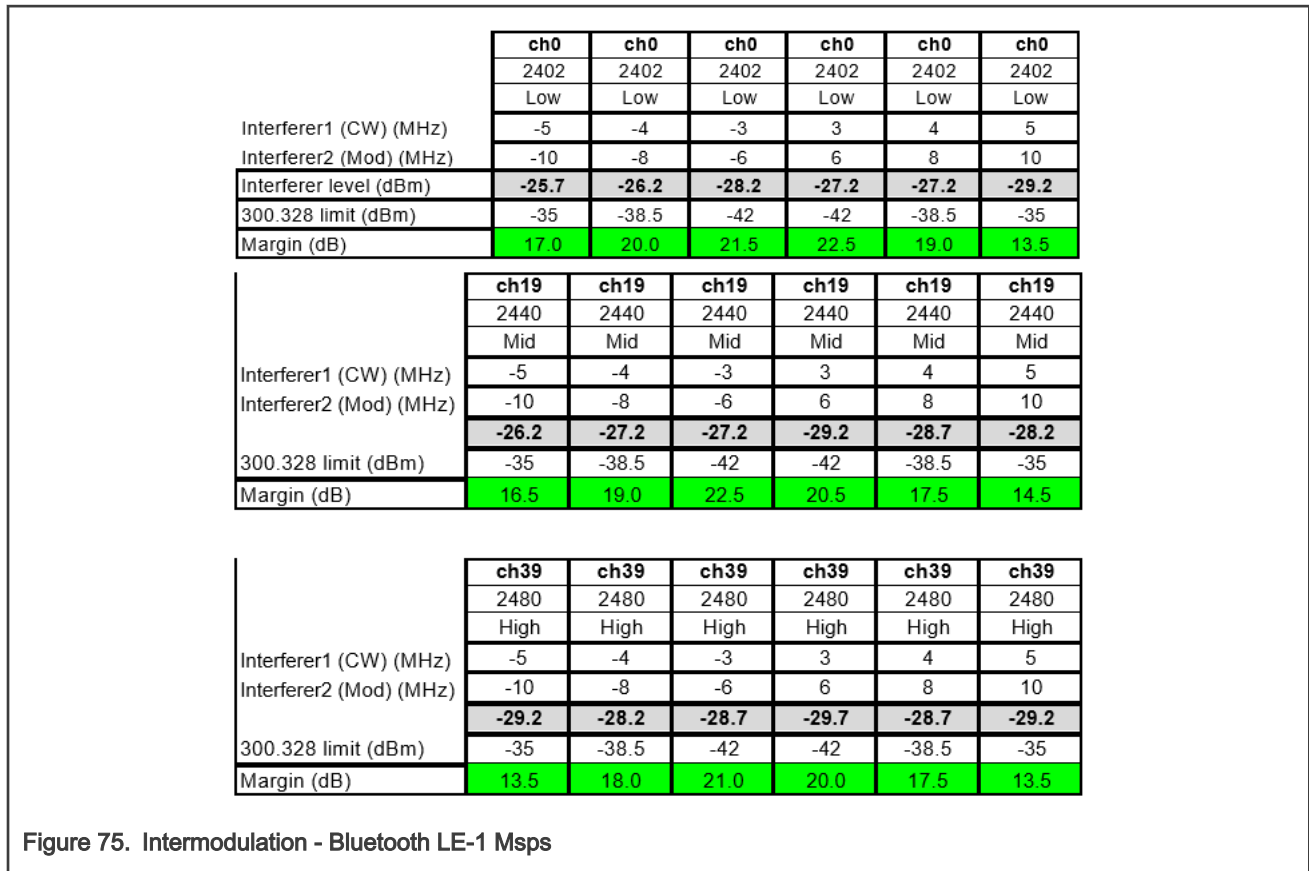 ch0 ch0 ch0 ch0 ch0 ch0
2402 2402 2402 2402 2402 2402
Low Low Low Low Low Low
Interferer1 (CW) (MHz) -5 -4 -3 3 4 5
Interferer2 (Mod) (MHz) -10 -8 -6 6 8 10
Interferer level (dBm) -25.7 -26.2 -28.2 -27.2 -27.2 -29.2
300.328 limit (dBm) -35 -38.5 -42 -42 -38.5 -35
Margin (dB) 17.0 20.0 21.5 22.5 19.0 13.5
ch19 ch19 ch19 ch19 ch19 ch19
2440 2440 2440 2440 2440 2440
Mid Mid Mid Mid Mid Mid
Interferer1 (CW) (MHz) -5 -4 -3 3 4 5
Interferer2 (Mod) (MHz) -10 -8 -6 6 8 10
-26.2 -27.2 -27.2 -29.2 -28.7 -28.2
300.328 limit (dBm) -35 -38.5 -42 -42 -38.5 -35
Margin (dB) 16.5 19.0 22.5 20.5 17.5 14.5
ch39 ch39 ch39 ch39 ch39 ch39
2480 2480 2480 2480 2480 2480
High High High High High High
Interferer1 (CW) (MHz) -5 -4 -3 3 4 5
Interferer2 (Mod) (MHz) -10 -8 -6 6 8 10
-29.2 -28.2 -28.7 -29.7 -28.7 -29.2
300.328 limit (dBm) -35 -38.5 -42 -42 -38.5 -35
Margin (dB) 13.5 18.0 21.0 20.0 17.5 13.5
Figure 75. Intermodulation - Bluetooth LE-1 Msps